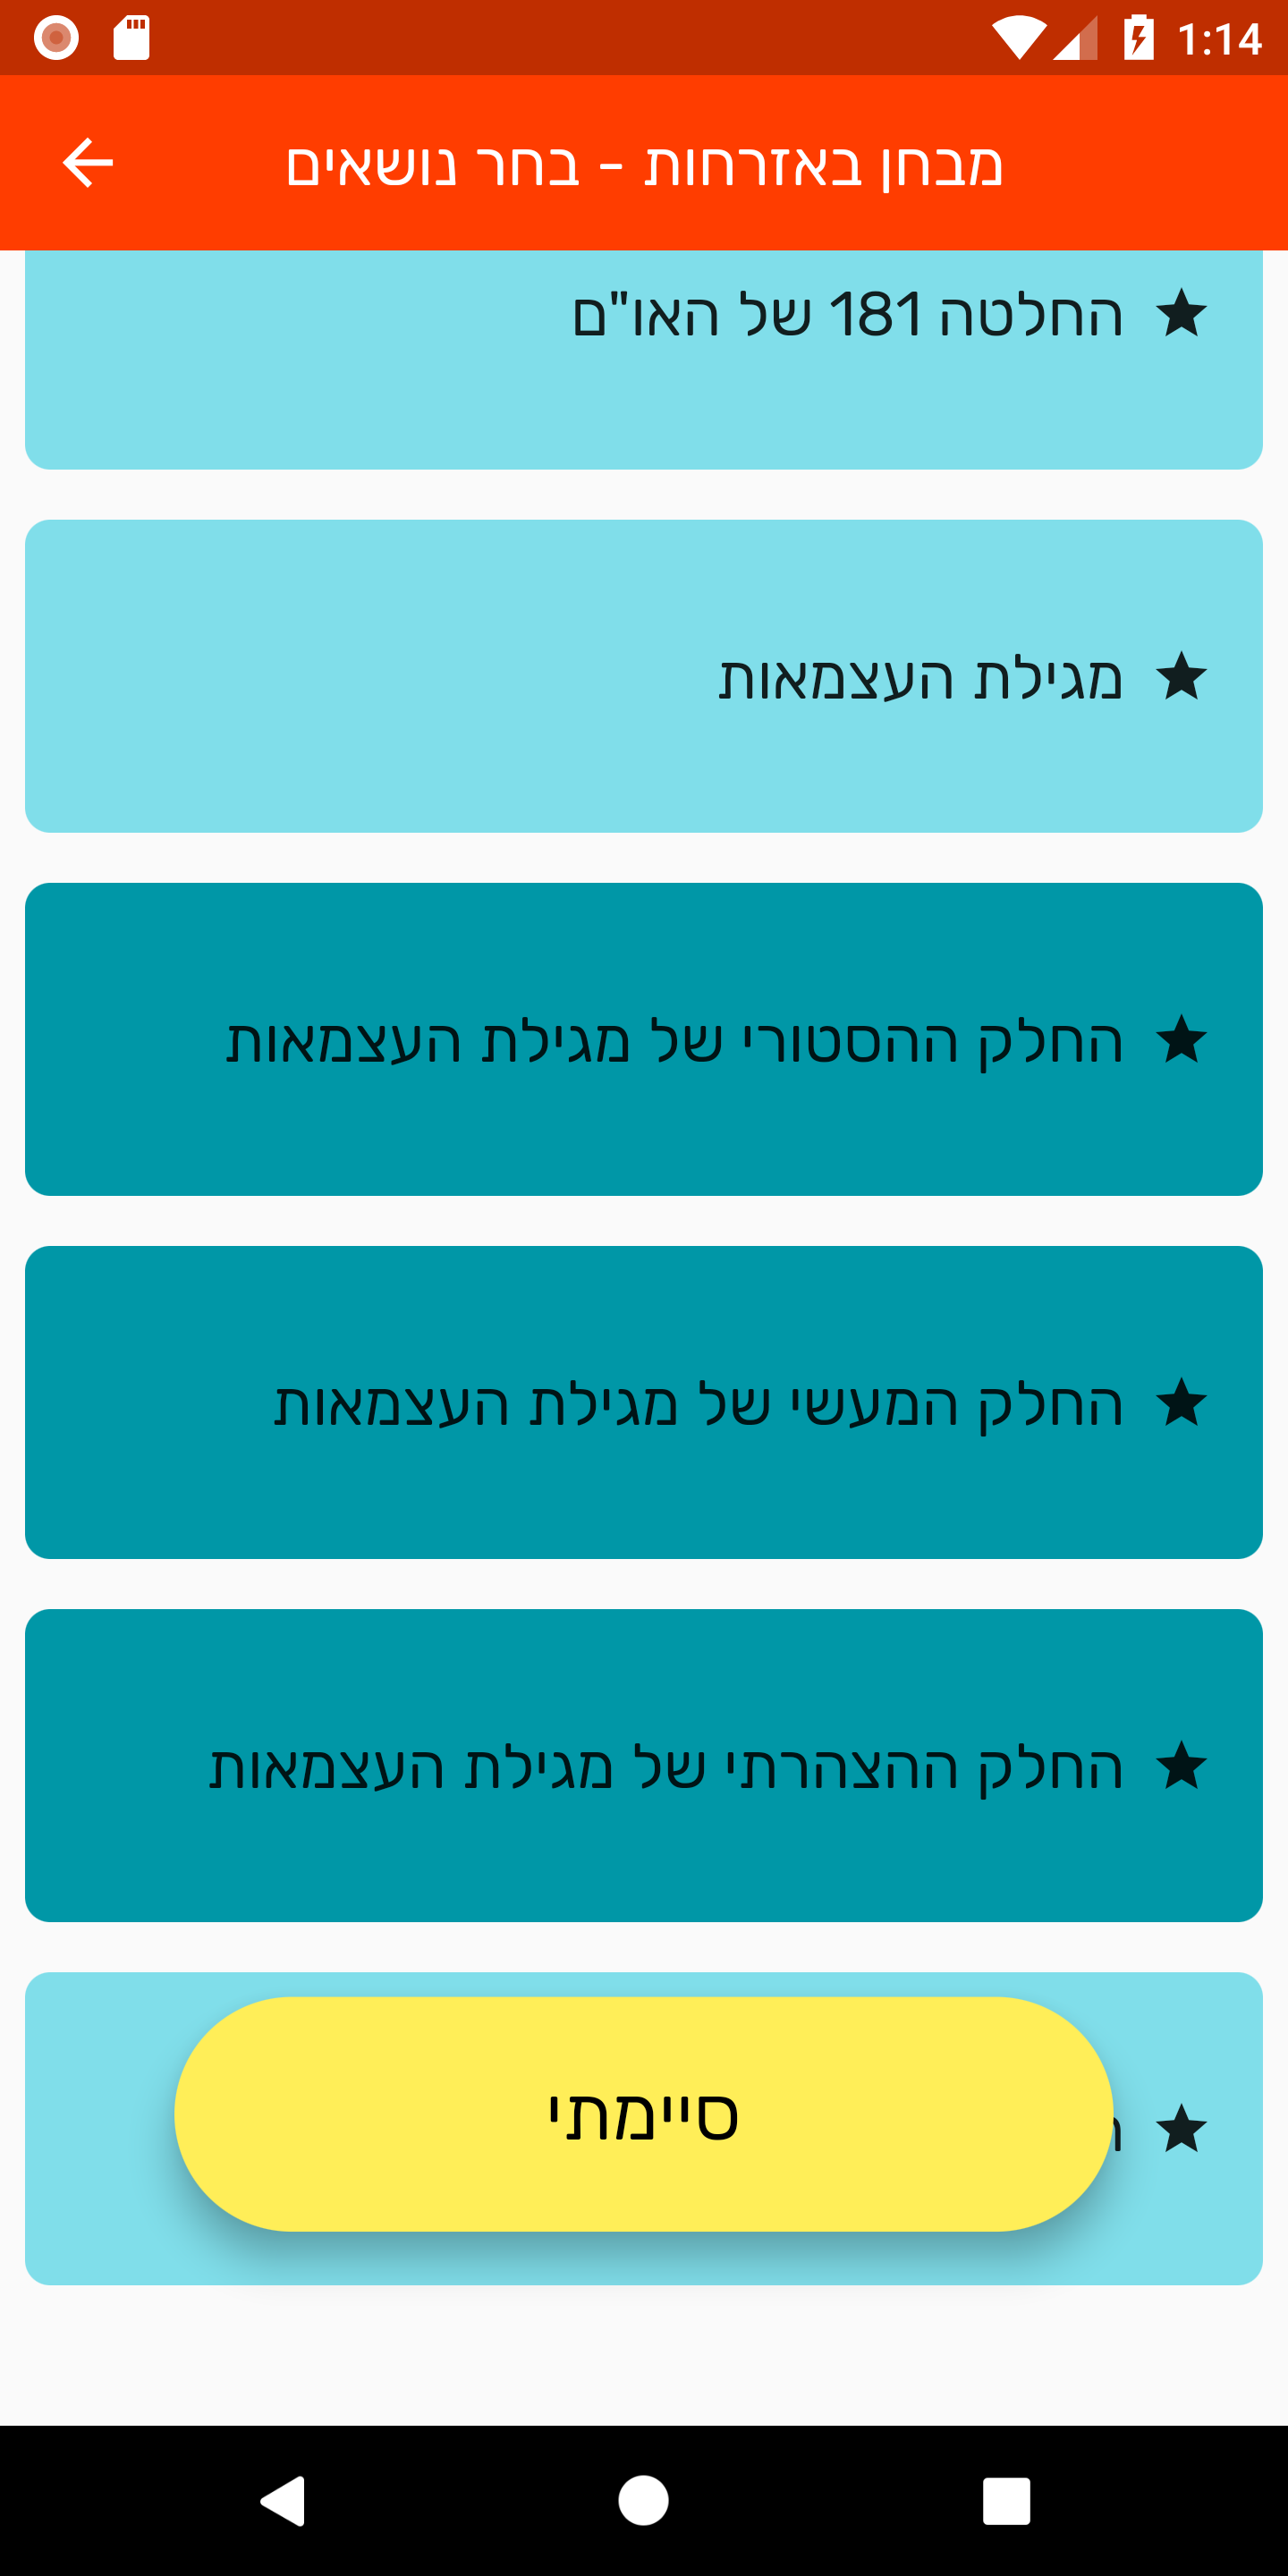 1:14
מבחן באזרחות - בחר נושאים
החלטה 181 של האו"ם
מגילת העצמאות
החלק ההסטורי של מגילת העצמאות
החלק המעשי של מגילת העצמאות
החלק ההצהרתי של מגילת העצמאות
סיימתי